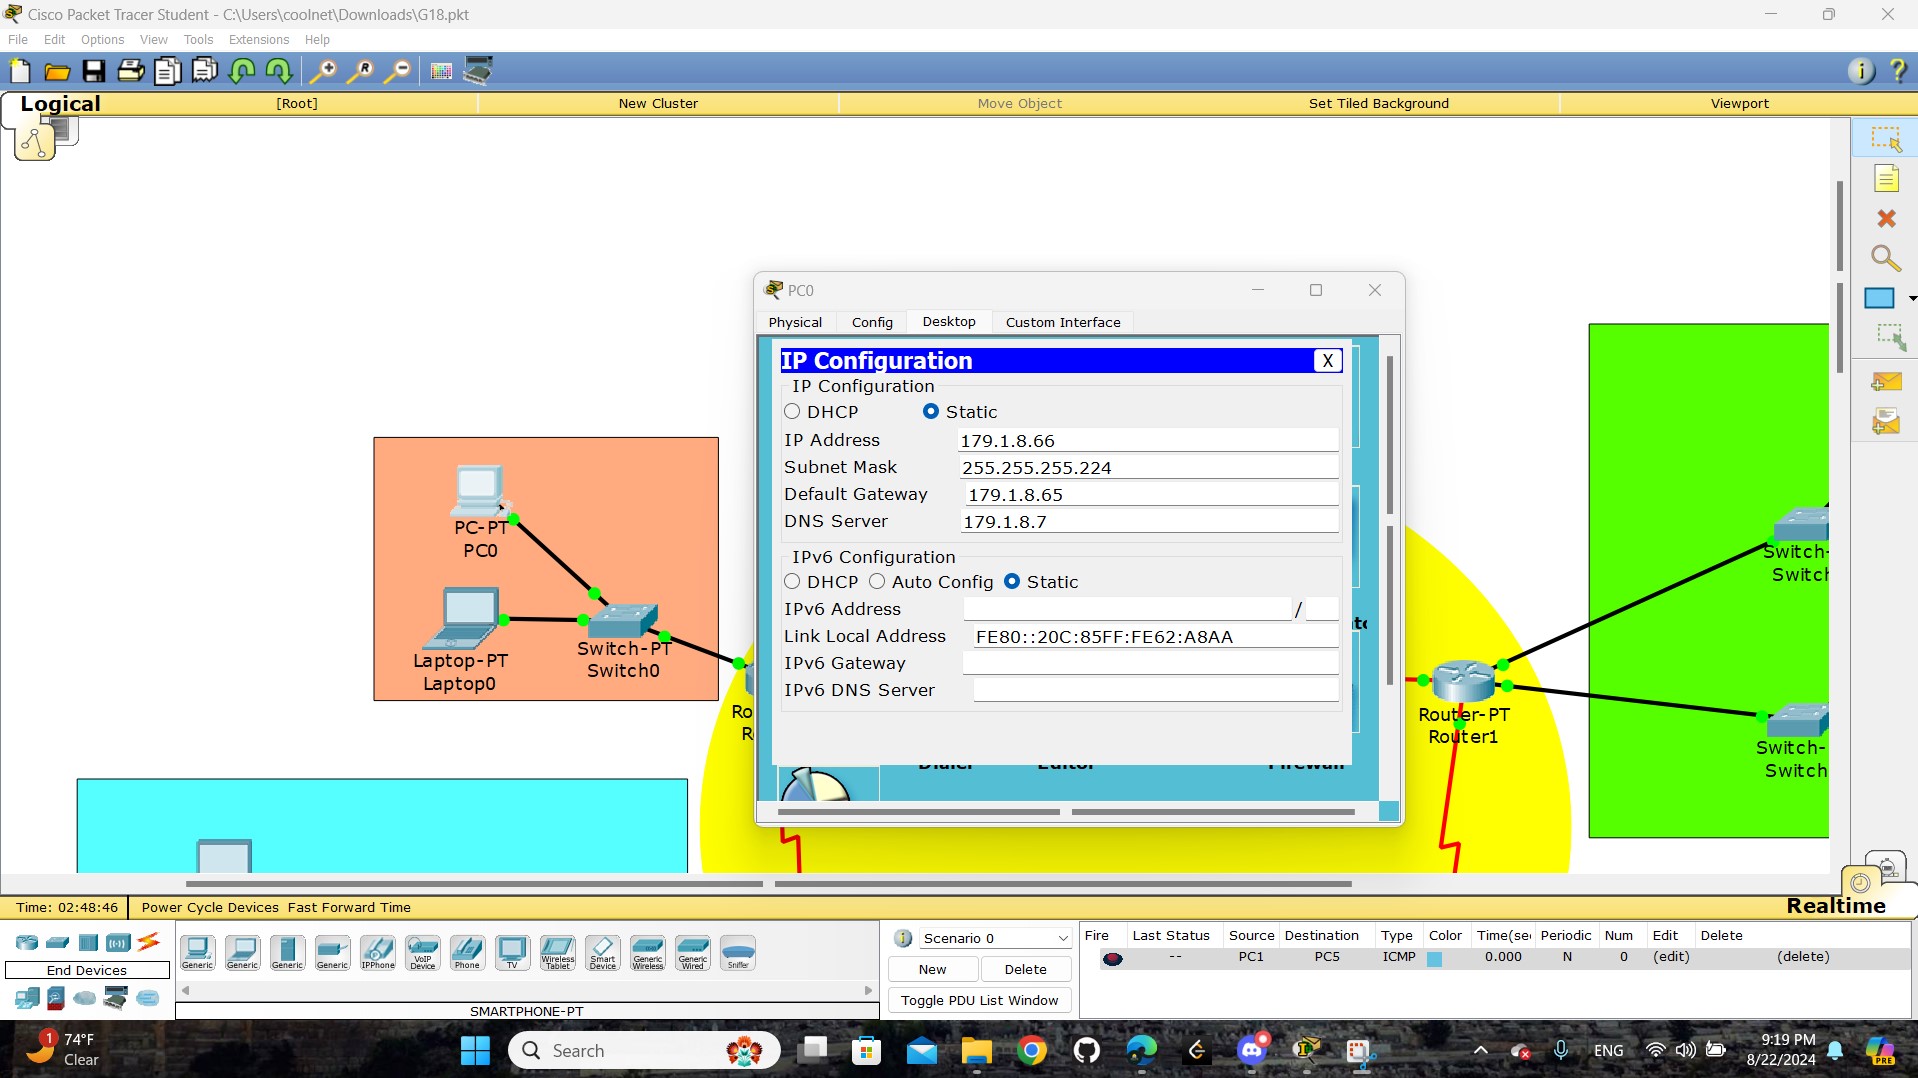 Cisco Packet Tracer Student - C:\Users\coolnet\Downloads\G18.pkt
File Edit Options View Tools Extensions Help
Logical [Root] New Cluster Move Object Set Tiled Background Viewport
PC0
Physical Config Desktop Custom Interface
IP Configuration X
IP Configuration
DHCP Static
IP Address 179.1.8.66
Subnet Mask 255.255.255.224
Default Gateway 179.1.8.65
DNS Server 179.1.8.7
IPv6 Configuration
DHCP Auto Config Static
IPv6 Address /
Link Local Address FE80::20C:85FF:FE62:A8AA
IPv6 Gateway
IPv6 DNS Server
PC-PT
PC0
Laptop-PT
Laptop0
Switch-PT
Switch0
Router-PT
Router1
Switch-
Switch
Switch-
Switch
Time: 02:48:46 Power Cycle Devices Fast Forward Time Realtime
End Devices
Generic Generic Generic Generic IPPhone VoIP Device Phone TV Wireless Tablet Smart Device Generic Wireless Generic Wired Sniffer
SMARTPHONE-PT
Scenario 0
New Delete
Toggle PDU List Window
Fire Last Status Source Destination Type Color Time(sec Periodic Num Edit Delete
-- PC1 PC5 ICMP 0.000 N 0 (edit) (delete)
1 74°F
Clear
Search
ENG
9:19 PM
8/22/2024
PRE